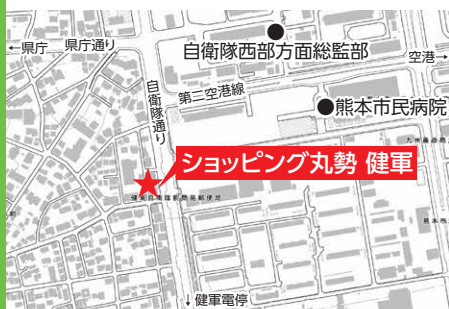 ←県庁
県庁通り
自衛隊西部方面総監部
空港→
自衛隊通り
第二空港線
熊本市民病院
ショッピング丸勢 健軍
↓健軍電停